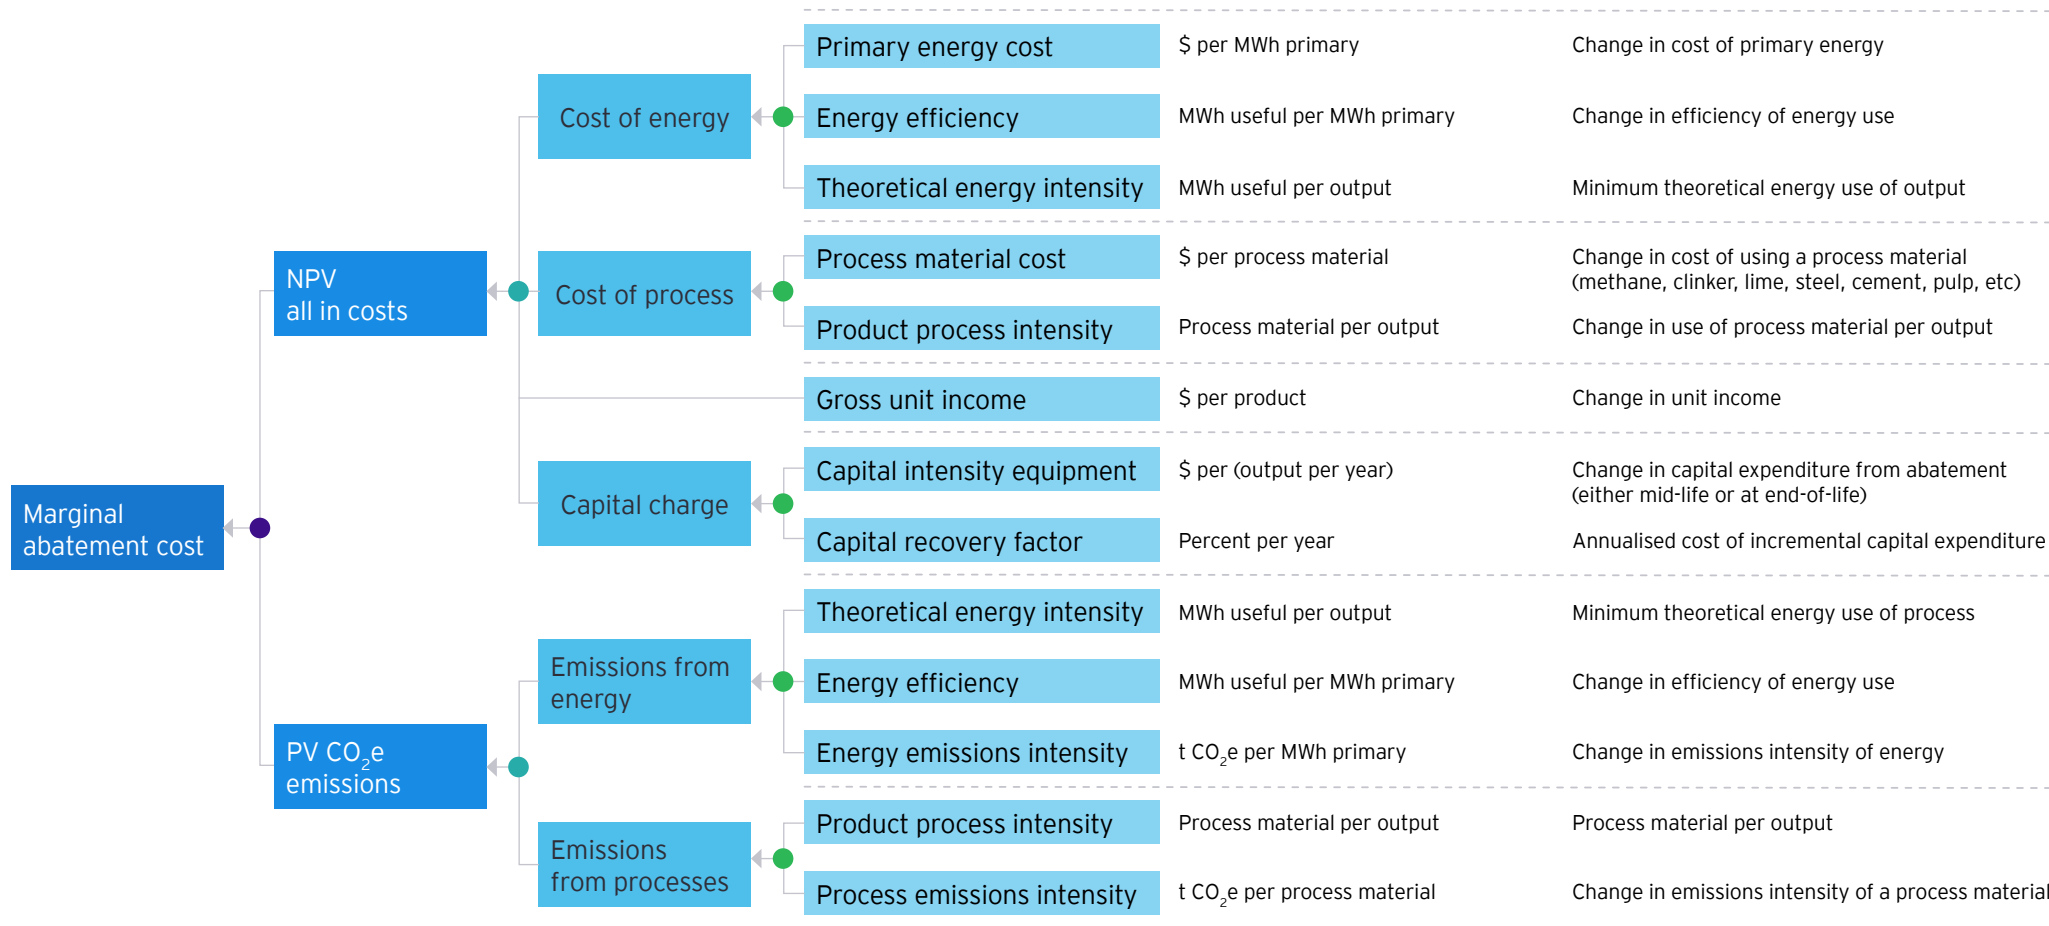 Marginal
abatement cost
NPV
all in costs
PV CO₂e
emissions
Cost of energy
Cost of process
Capital charge
Emissions from
energy
Emissions
from processes
Primary energy cost
$ per MWh primary
Change in cost of primary energy
Energy efficiency
MWh useful per MWh primary
Change in efficiency of energy use
Theoretical energy intensity
MWh useful per output
Minimum theoretical energy use of output
Process material cost
$ per process material
Change in cost of using a process material
(methane, clinker, lime, steel, cement, pulp, etc)
Product process intensity
Process material per output
Change in use of process material per output
Gross unit income
$ per product
Change in unit income
Capital intensity equipment
$ per (output per year)
Change in capital expenditure from abatement
(either mid-life or at end-of-life)
Capital recovery factor
Percent per year
Annualised cost of incremental capital expenditure
Theoretical energy intensity
MWh useful per output
Minimum theoretical energy use of process
Energy efficiency
MWh useful per MWh primary
Change in efficiency of energy use
Energy emissions intensity
t CO₂e per MWh primary
Change in emissions intensity of energy
Product process intensity
Process material per output
Process material per output
Process emissions intensity
t CO₂e per process material
Change in emissions intensity of a process material